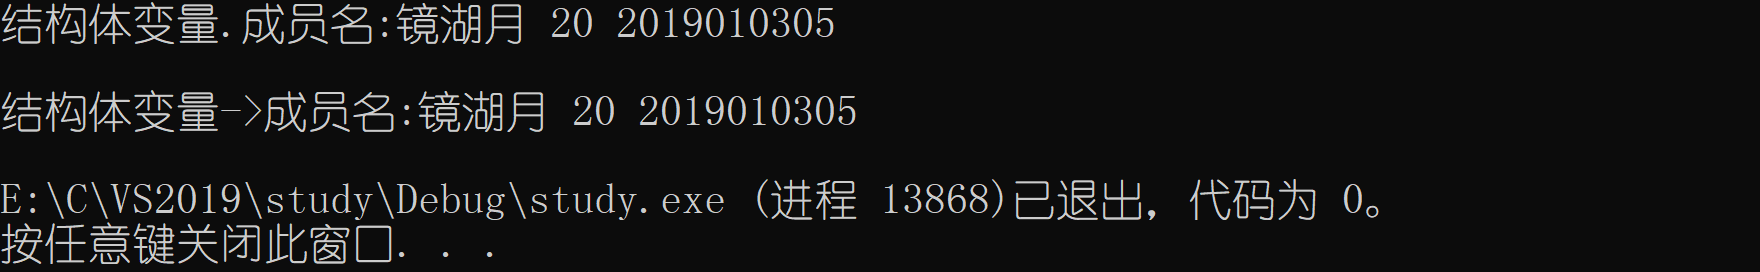 结构体变量.成员名:镜湖月 20 2019010305
结构体变量->成员名:镜湖月 20 2019010305
E:\C\VS2019\study\Debug\study.exe (进程 13868)已退出，代码为 0。
按任意键关闭此窗口. . .